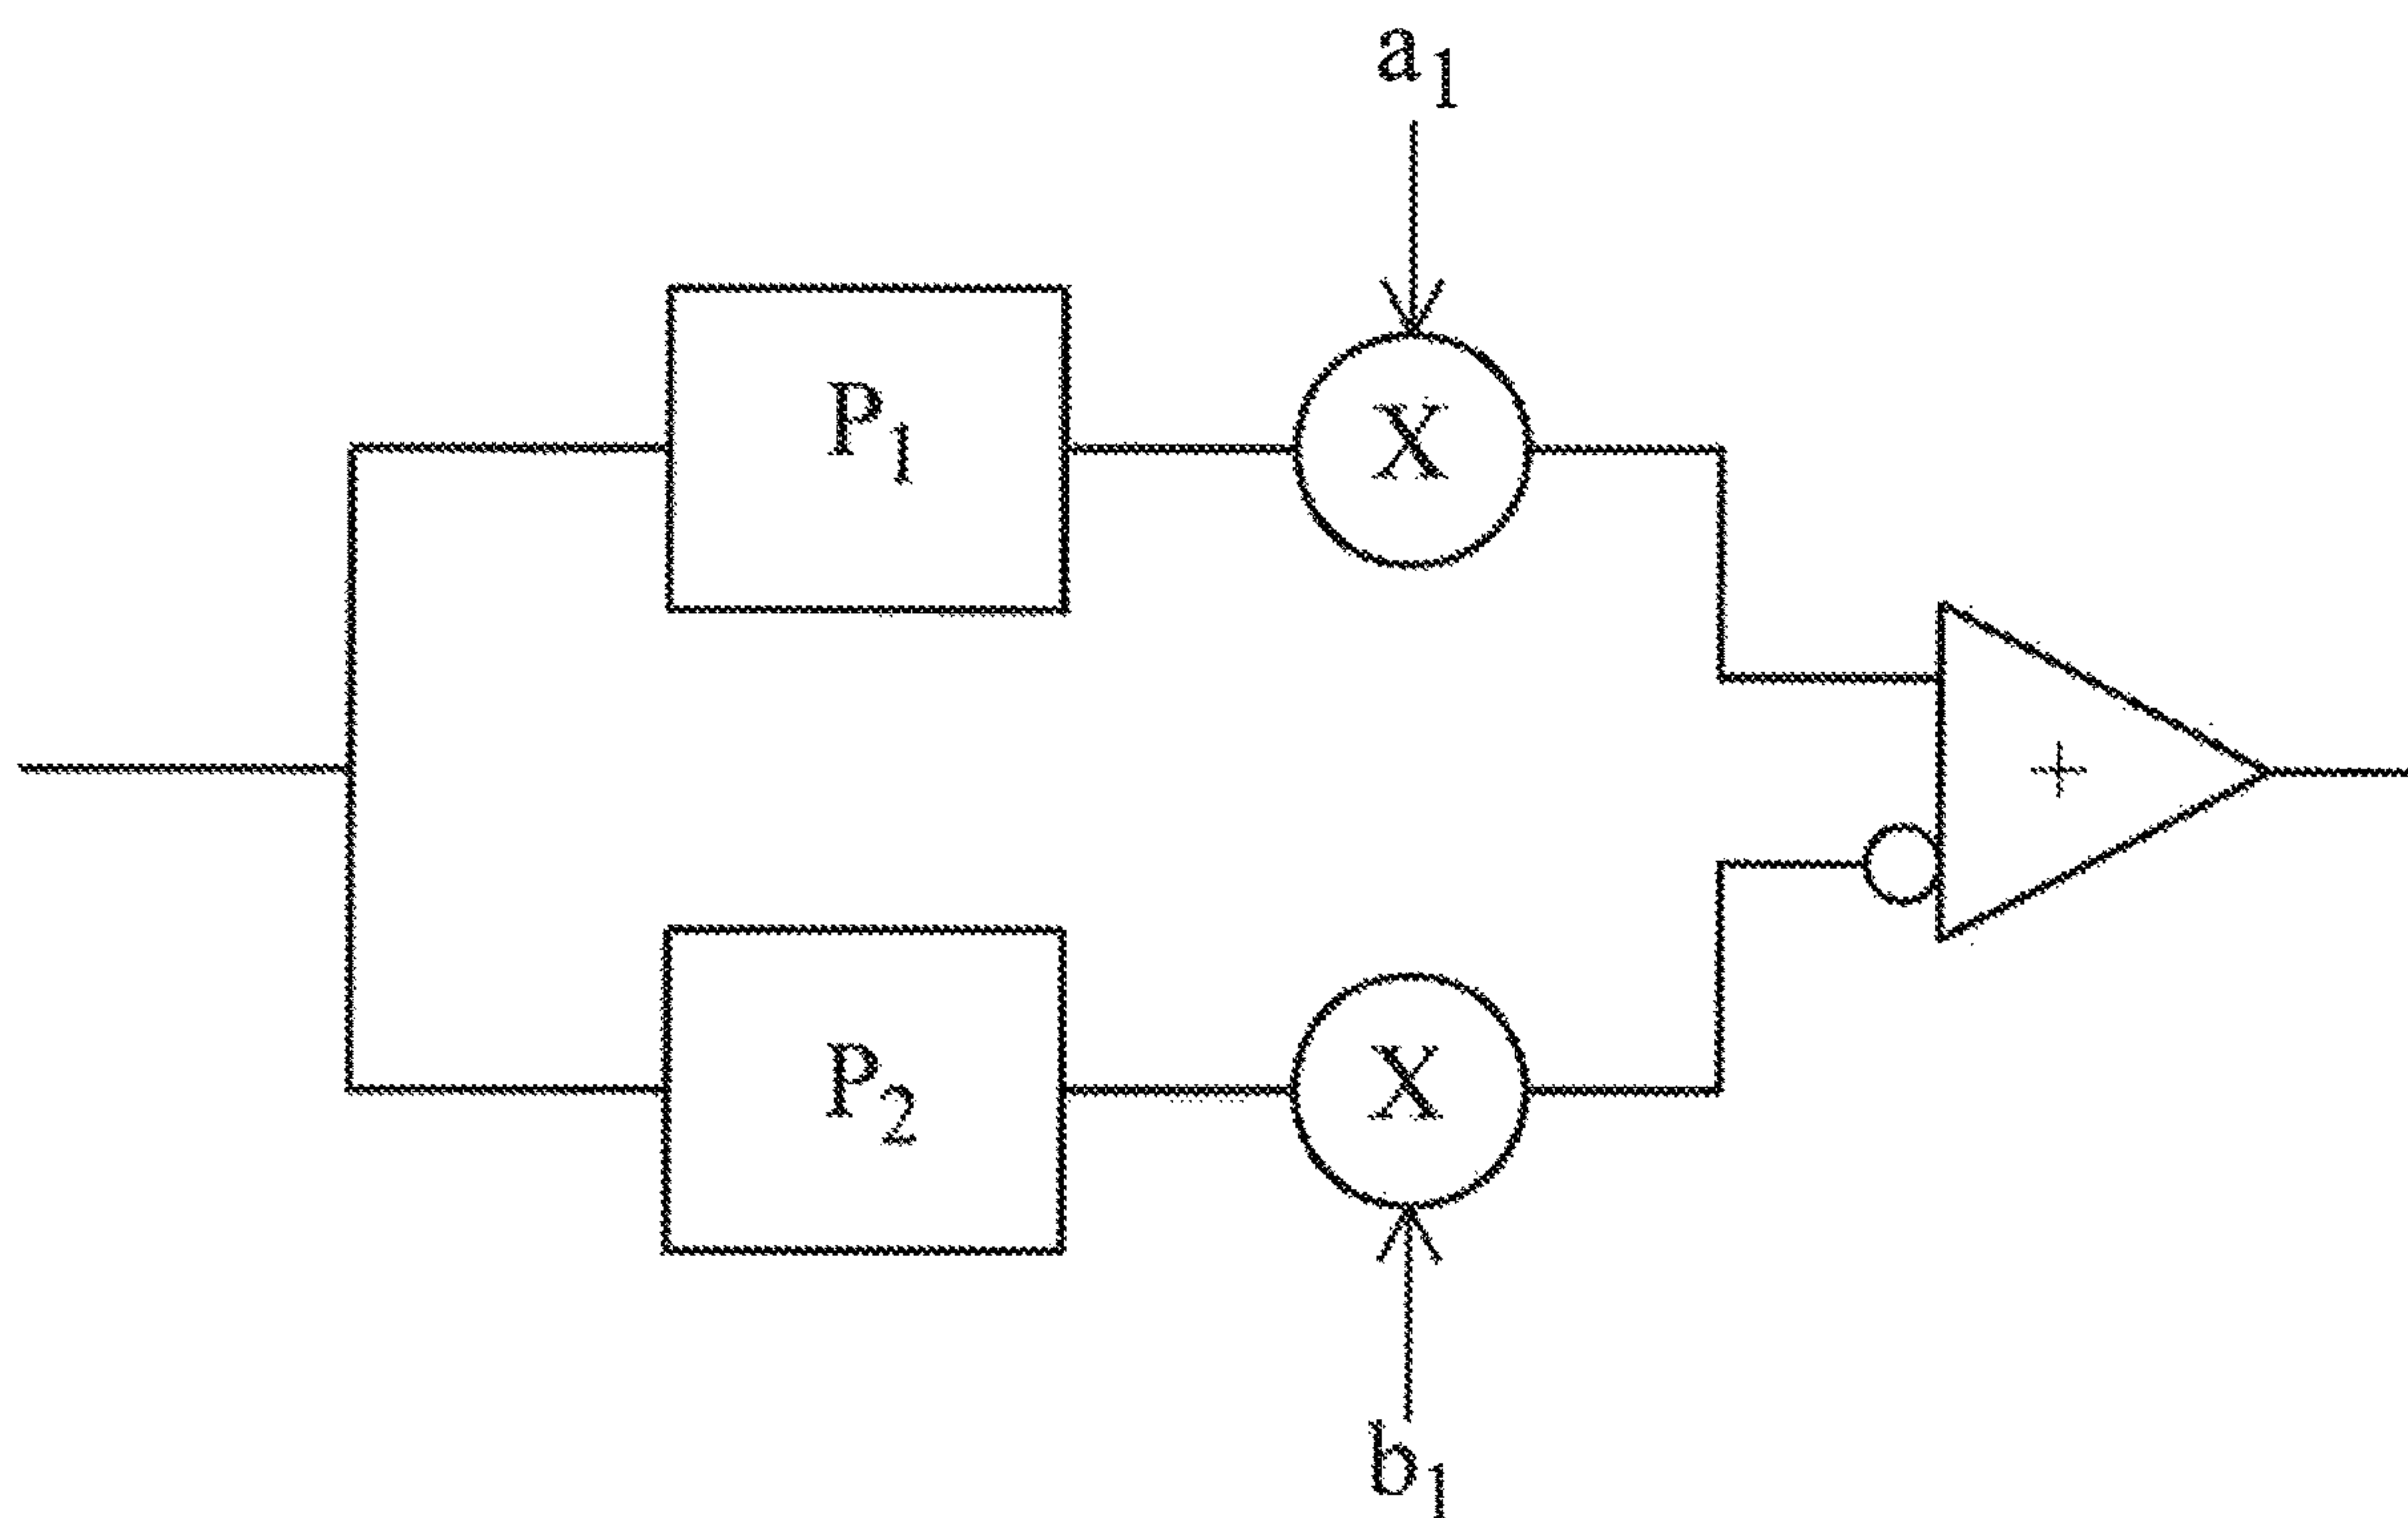 a₁
P₁
X
+
P₂
X
b₁